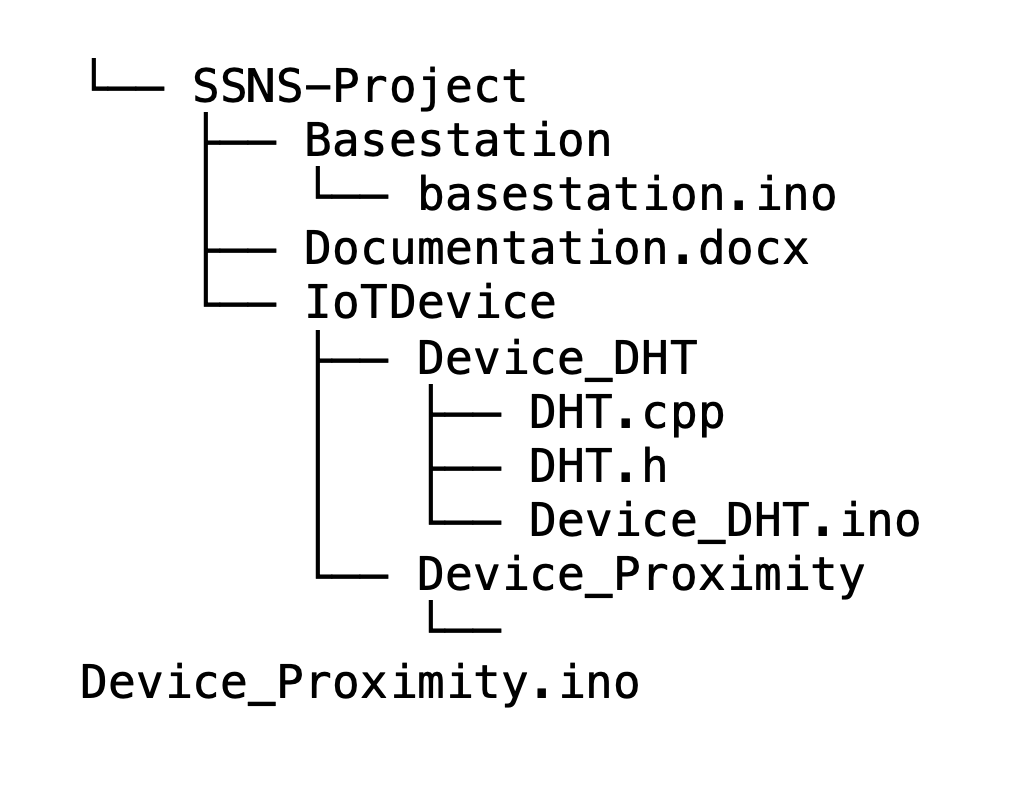 └── SSNS-Project
    ├── Basestation
    │   └── basestation.ino
    ├── Documentation.docx
    └── IoTDevice
        ├── Device_DHT
        │   ├── DHT.cpp
        │   ├── DHT.h
        │   └── Device_DHT.ino
        └── Device_Proximity
            └──
Device_Proximity.ino